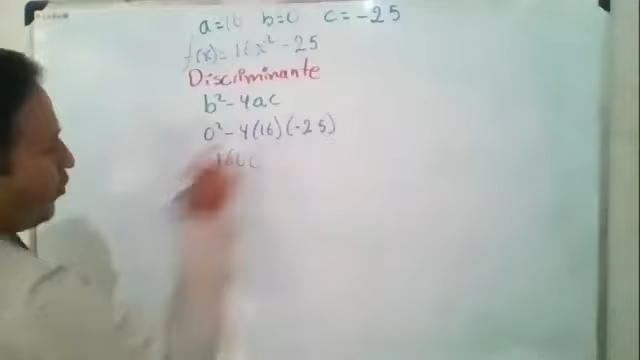 a=16 b=0 c=-25
f(x)=16x²-25
Discriminante
b²-4ac
0²-4(16)(-25)
1600